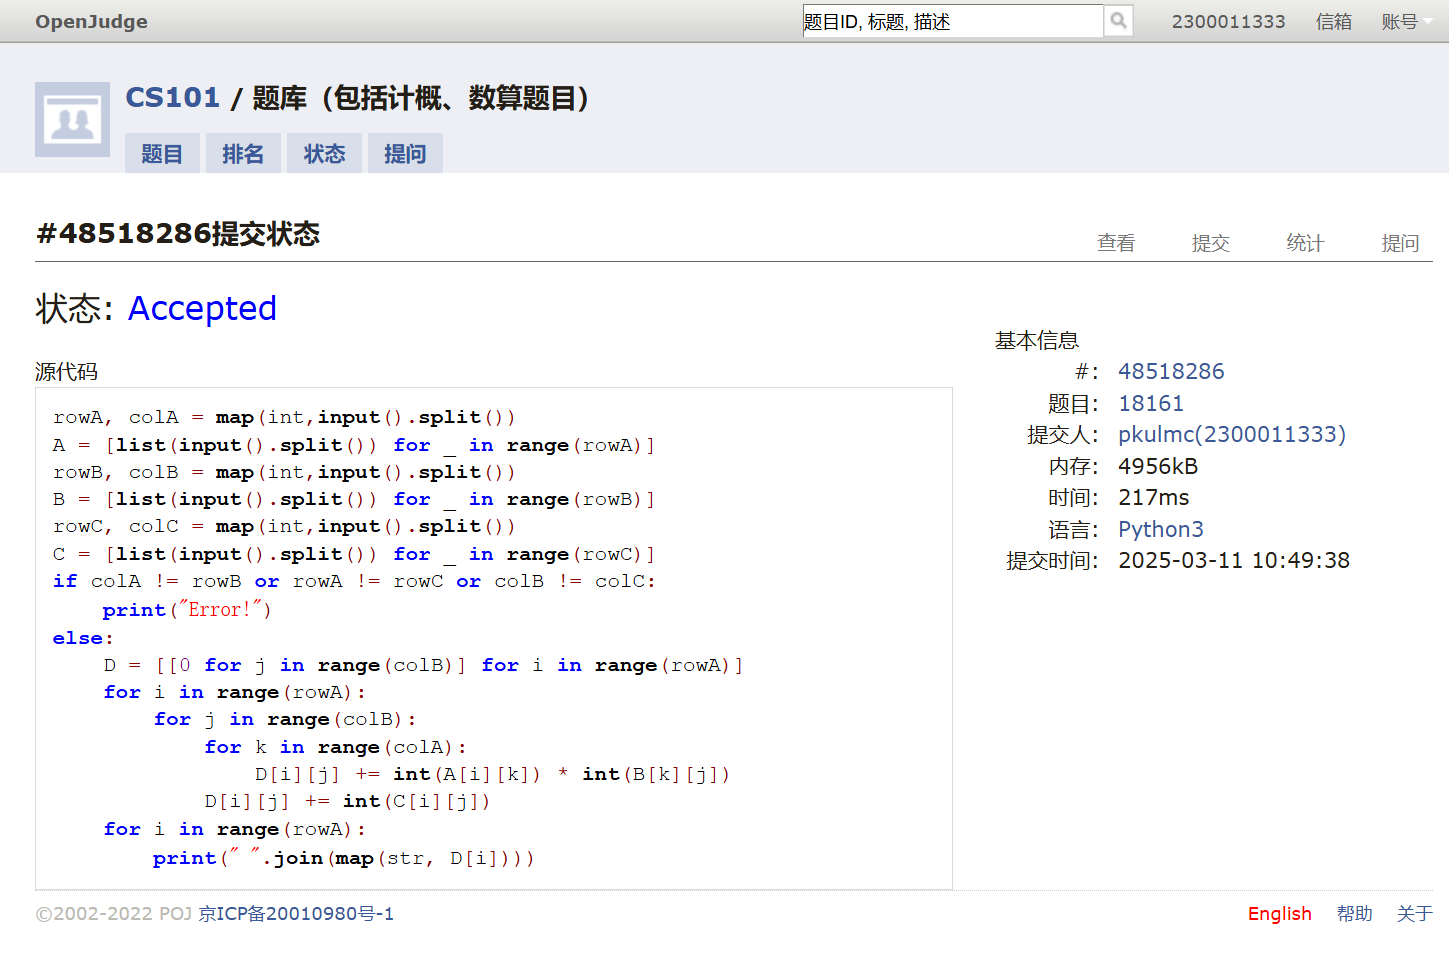 OpenJudge
题目ID, 标题, 描述
2300011333 信箱 账号
CS101 / 题库（包括计概、数算题目）
题目 排名 状态 提问
#48518286提交状态
查看 提交 统计 提问
状态: Accepted
源代码
rowA, colA = map(int,input().split())
A = [list(input().split()) for _ in range(rowA)]
rowB, colB = map(int,input().split())
B = [list(input().split()) for _ in range(rowB)]
rowC, colC = map(int,input().split())
C = [list(input().split()) for _ in range(rowC)]
if colA != rowB or rowA != rowC or colB != colC:
    print("Error!")
else:
    D = [[0 for j in range(colB)] for i in range(rowA)]
    for i in range(rowA):
        for j in range(colB):
            for k in range(colA):
                D[i][j] += int(A[i][k]) * int(B[k][j])
            D[i][j] += int(C[i][j])
    for i in range(rowA):
        print(" ".join(map(str, D[i])))
基本信息
#: 48518286
题目: 18161
提交人: pkulmc(2300011333)
内存: 4956kB
时间: 217ms
语言: Python3
提交时间: 2025-03-11 10:49:38
©2002-2022 POJ 京ICP备20010980号-1
English 帮助 关于